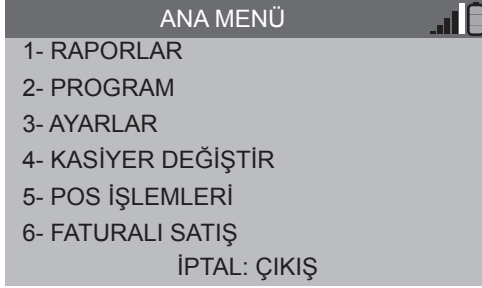 ANA MENÜ
1- RAPORLAR
2- PROGRAM
3- AYARLAR
4- KASİYER DEĞİŞTİR
5- POS İŞLEMLERİ
6- FATURALI SATIŞ
İPTAL: ÇIKIŞ